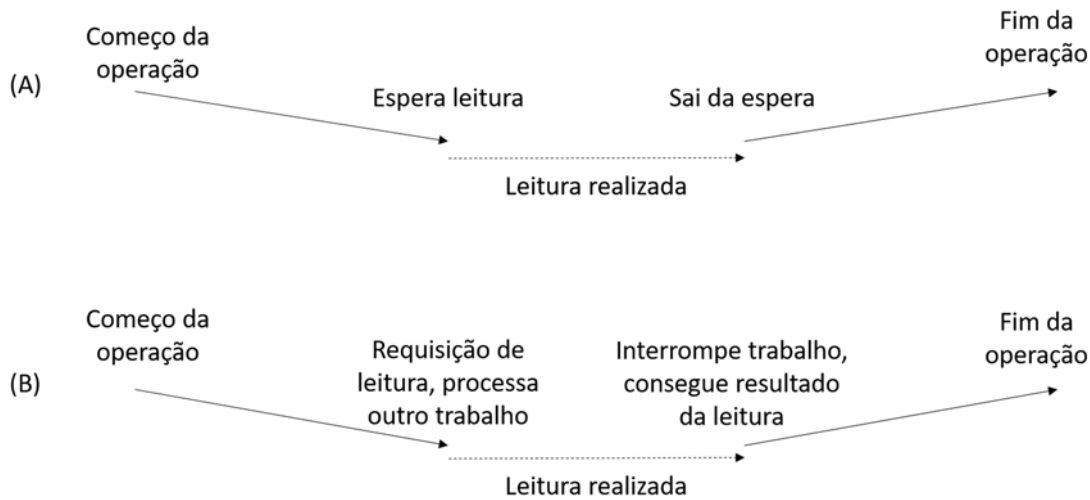 Começo da
operação
Fim da
operação
(A)
Espera leitura
Sai da espera
Leitura realizada
Começo da
operação
Fim da
operação
(B)
Requisição de
leitura, processa
outro trabalho
Interrompe trabalho,
consegue resultado
da leitura
Leitura realizada